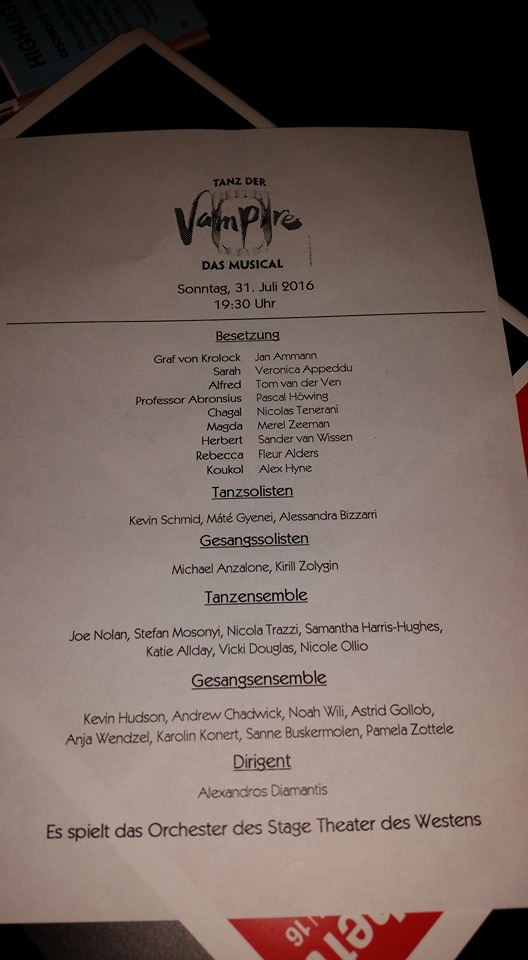 HIGHLIGH
TANZ DER
Vampire
DAS MUSICAL
Sonntag, 31. Juli 2016
19:30 Uhr
Besetzung
Graf von Krolock Jan Ammann
Sarah Veronica Appeddu
Alfred Tom van der Ven
Professor Abronsius Pascal Höwing
Chagal Nicolas Tenerani
Magda Merel Zeeman
Herbert Sander van Wissen
Rebecca Fleur Alders
Koukol Alex Hyne
Tanzsolisten
Kevin Schmid, Máté Gyenei, Alessandra Bizzarri
Gesangssolisten
Michael Anzalone, Kirill Zolygin
Tanzensemble
Joe Nolan, Stefan Mosonyi, Nicola Trazzi, Samantha Harris-Hughes,
Katie Allday, Vicki Douglas, Nicole Ollio
Gesangsensemble
Kevin Hudson, Andrew Chadwick, Noah Wili, Astrid Gollob,
Anja Wendzel, Karolin Konert, Sanne Buskermolen, Pamela Zottele
Dirigent
Alexandros Diamantis
Es spielt das Orchester des Stage Theater des Westens